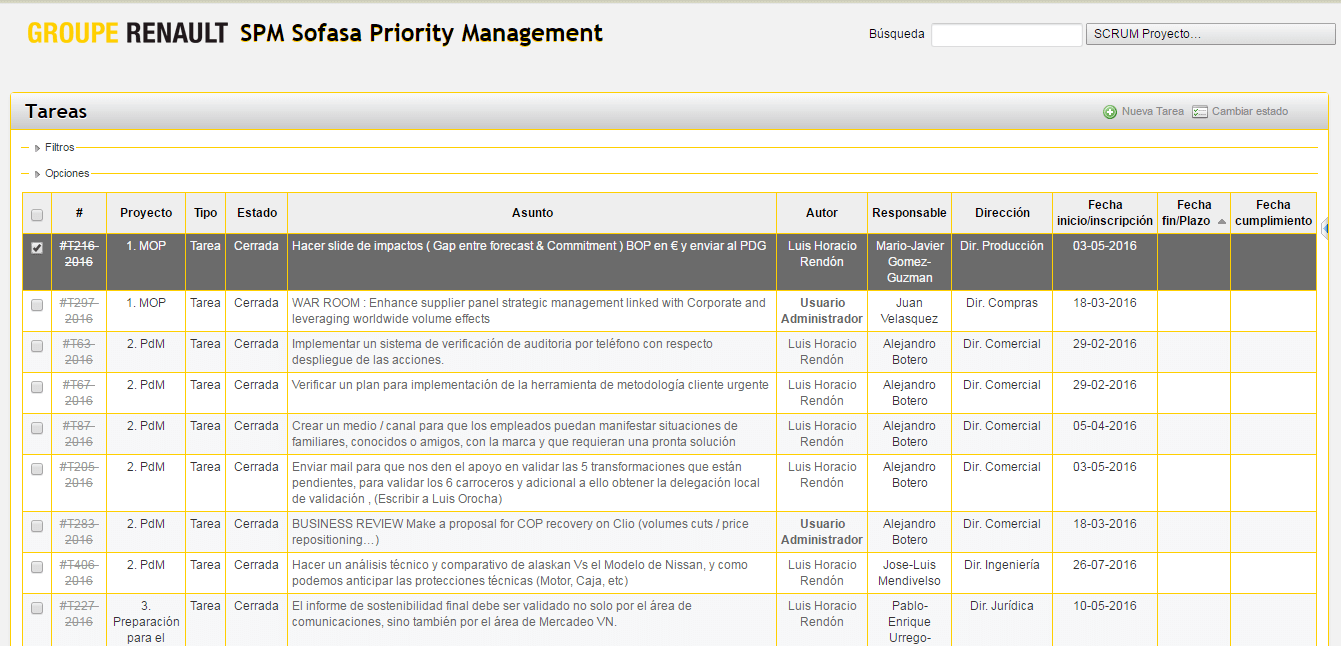 GROUPE RENAULT SPM Sofasa Priority Management
Búsqueda SCRUM Proyecto...
Tareas
Nueva Tarea Cambiar estado
Filtros
Opciones
# Proyecto Tipo Estado Asunto Autor Responsable Dirección Fecha inicio/inscripción Fecha fin/Plazo Fecha cumplimiento
#T216-2016 1. MOP Tarea Cerrada Hacer slide de impactos ( Gap entre forecast & Commitment ) BOP en € y enviar al PDG Luis Horacio Rendón Mario-Javier Gomez-Guzman Dir. Producción 03-05-2016
#T297-2016 1. MOP Tarea Cerrada WAR ROOM : Enhance supplier panel strategic management linked with Corporate and leveraging worldwide volume effects Usuario Administrador Juan Velasquez Dir. Compras 18-03-2016
#T63-2016 2. PdM Tarea Cerrada Implementar un sistema de verificación de auditoria por teléfono con respecto despliegue de las acciones. Luis Horacio Rendón Alejandro Botero Dir. Comercial 29-02-2016
#T67-2016 2. PdM Tarea Cerrada Verificar un plan para implementación de la herramienta de metodología cliente urgente Luis Horacio Rendón Alejandro Botero Dir. Comercial 29-02-2016
#T87-2016 2. PdM Tarea Cerrada Crear un medio / canal para que los empleados puedan manifestar situaciones de familiares, conocidos o amigos, con la marca y que requieran una pronta solución Luis Horacio Rendón Alejandro Botero Dir. Comercial 05-04-2016
#T205-2016 2. PdM Tarea Cerrada Enviar mail para que nos den el apoyo en validar las 5 transformaciones que están pendientes, para validar los 6 carroceros y adicional a ello obtener la delegación local de validación , (Escribir a Luis Orocha) Luis Horacio Rendón Alejandro Botero Dir. Comercial 03-05-2016
#T283-2016 2. PdM Tarea Cerrada BUSINESS REVIEW Make a proposal for COP recovery on Clio (volumes cuts / price repositioning…) Usuario Administrador Alejandro Botero Dir. Comercial 18-03-2016
#T406-2016 2. PdM Tarea Cerrada Hacer un análisis técnico y comparativo de alaskan Vs el Modelo de Nissan, y como podemos anticipar las protecciones técnicas (Motor, Caja, etc) Luis Horacio Rendón Jose-Luis Mendivelso Dir. Ingeniería 26-07-2016
#T227-2016 3. Preparación para el Tarea Cerrada El informe de sostenibilidad final debe ser validado no solo por el área de comunicaciones, sino también por el área de Mercadeo VN. Luis Horacio Rendón Pablo-Enrique Urrego- Dir. Jurídica 10-05-2016